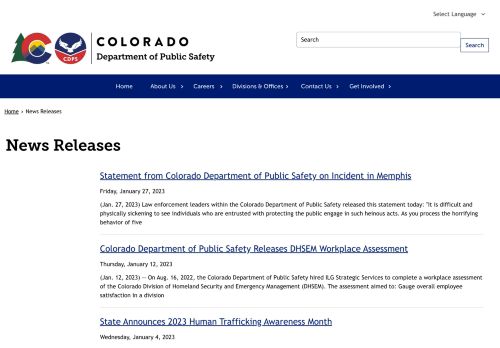 Select Language
COLORADO
Department of Public Safety
CDPS
Search
Search
Home About Us Careers Divisions & Offices Contact Us Get Involved
Home › News Releases
News Releases
Statement from Colorado Department of Public Safety on Incident in Memphis
Friday, January 27, 2023
(Jan. 27, 2023) Law enforcement leaders within the Colorado Department of Public Safety released this statement today: "It is difficult and
physically sickening to see individuals who are entrusted with protecting the public engage in such heinous acts. As you process the horrifying
behavior of five
Colorado Department of Public Safety Releases DHSEM Workplace Assessment
Thursday, January 12, 2023
(Jan. 12, 2023) — On Aug. 16, 2022, the Colorado Department of Public Safety hired ILG Strategic Services to complete a workplace assessment
of the Colorado Division of Homeland Security and Emergency Management (DHSEM). The assessment aimed to: Gauge overall employee
satisfaction in a division
State Announces 2023 Human Trafficking Awareness Month
Wednesday, January 4, 2023